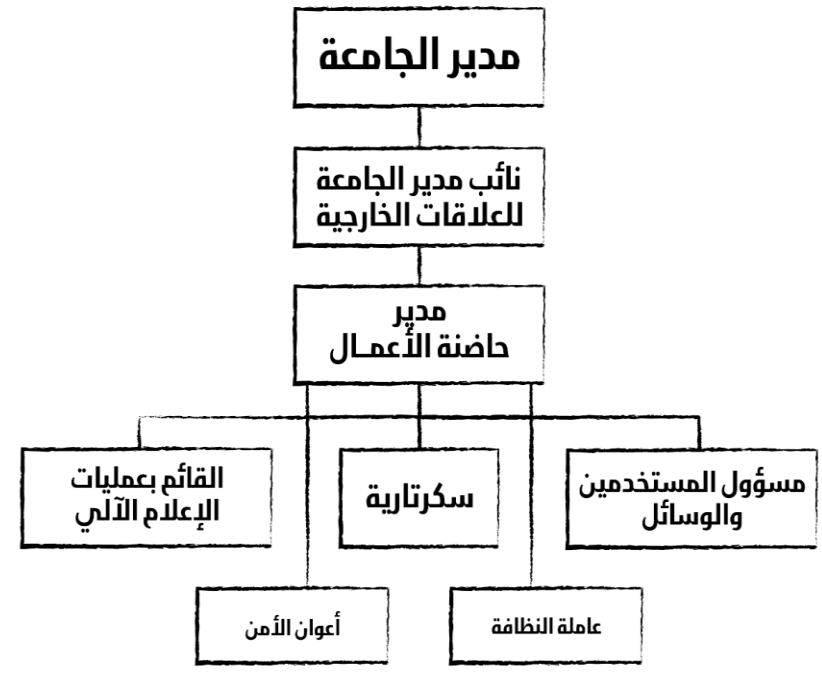 مدير الجامعة
نائب مدير الجامعة
للعلاقات الخارجية
مدير
حاضنة الأعمـال
مسؤول المستخدمين
والوسائل
سكرتارية
القائم بعمليات
الإعلام الآلي
عاملة النظافة
أعوان الأمن